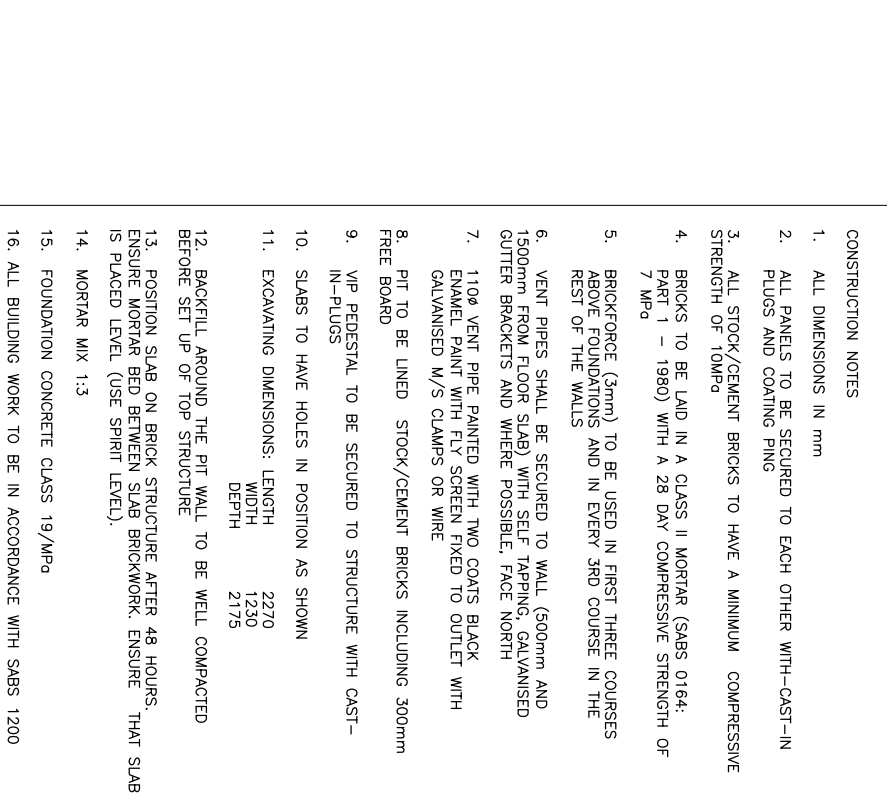 CONSTRUCTION NOTES
1. ALL DIMENSIONS IN mm
2. ALL PANELS TO BE SECURED TO EACH OTHER WITH-CAST-IN
PLUGS AND COATING PING
3. ALL STOCK/CEMENT BRICKS TO HAVE A MINIMUM COMPRESSIVE
STRENGTH OF 10MPa
4. BRICKS TO BE LAID IN A CLASS II MORTAR (SABS 0164:
PART 1 - 1980) WITH A 28 DAY COMPRESSIVE STRENGTH OF
7 MPa
5. BRICKFORCE (3mm) TO BE USED IN FIRST THREE COURSES
ABOVE FOUNDATIONS AND IN EVERY 3RD COURSE IN THE
REST OF THE WALLS
6. VENT PIPES SHALL BE SECURED TO WALL (500mm AND
1500mm FROM FLOOR SLAB) WITH SELF TAPPING, GALVANISED
GUTTER BRACKETS AND WHERE POSSIBLE, FACE NORTH
7. 110Ø VENT PIPE PAINTED WITH TWO COATS BLACK
ENAMEL PAINT WITH FLY SCREEN FIXED TO OUTLET WITH
GALVANISED M/S CLAMPS OR WIRE
8. PIT TO BE LINED STOCK/CEMENT BRICKS INCLUDING 300mm
FREE BOARD
9. VIP PEDESTAL TO BE SECURED TO STRUCTURE WITH CAST-
IN-PLUGS
10. SLABS TO HAVE HOLES IN POSITION AS SHOWN
11. EXCAVATING DIMENSIONS: LENGTH 2270
WIDTH 1230
DEPTH 2175
12. BACKFILL AROUND THE PIT WALL TO BE WELL COMPACTED
BEFORE SET UP OF TOP STRUCTURE
13. POSITION SLAB ON BRICK STRUCTURE AFTER 48 HOURS.
ENSURE MORTAR BED BETWEEN SLAB BRICKWORK. ENSURE THAT SLAB
IS PLACED LEVEL (USE SPIRIT LEVEL).
14. MORTAR MIX 1:3
15. FOUNDATION CONCRETE CLASS 19/MPa
16. ALL BUILDING WORK TO BE IN ACCORDANCE WITH SABS 1200